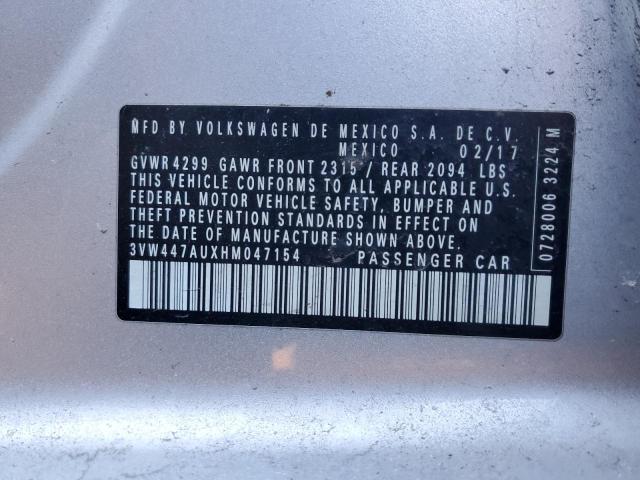 MFD BY VOLKSWAGEN DE MEXICO S.A. DE C.V.
MEXICO 02/17
GVWR 4299 GAWR FRONT 2315 / REAR 2094 LBS
THIS VEHICLE CONFORMS TO ALL APPLICABLE U.S.
FEDERAL MOTOR VEHICLE SAFETY, BUMPER AND
THEFT PREVENTION STANDARDS IN EFFECT ON
THE DATE OF MANUFACTURE SHOWN ABOVE.
3VW447AUXHM047154 PASSENGER CAR
0728006 3224 M